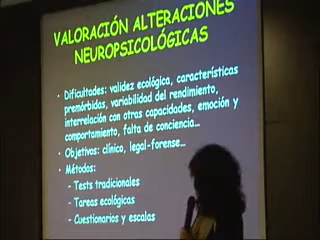 VALORACIÓN ALTERACIONES
NEUROPSICOLÓGICAS
• Dificultades: validez ecológica, características
premórbidas, variabilidad del rendimiento,
interrelación con otras capacidades, emoción y
comportamiento, falta de conciencia...
• Objetivos: clínico, legal-forense...
• Métodos:
- Tests tradicionales
- Tareas ecológicas
- Cuestionarios y escalas